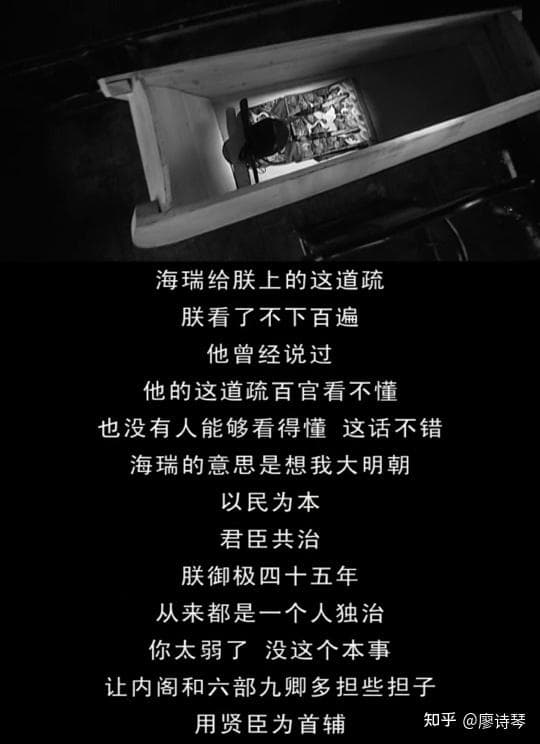 海瑞给朕上的这道疏
朕看了不下百遍
他曾经说过
他的这道疏百官看不懂
也没有人能够看得懂 这话不错
海瑞的意思是想我大明朝
以民为本
君臣共治
朕御极四十五年
从来都是一个人独治
你太弱了 没这个本事
让内阁和六部九卿多担些担子
用贤臣为首辅
知乎 @廖诗琴